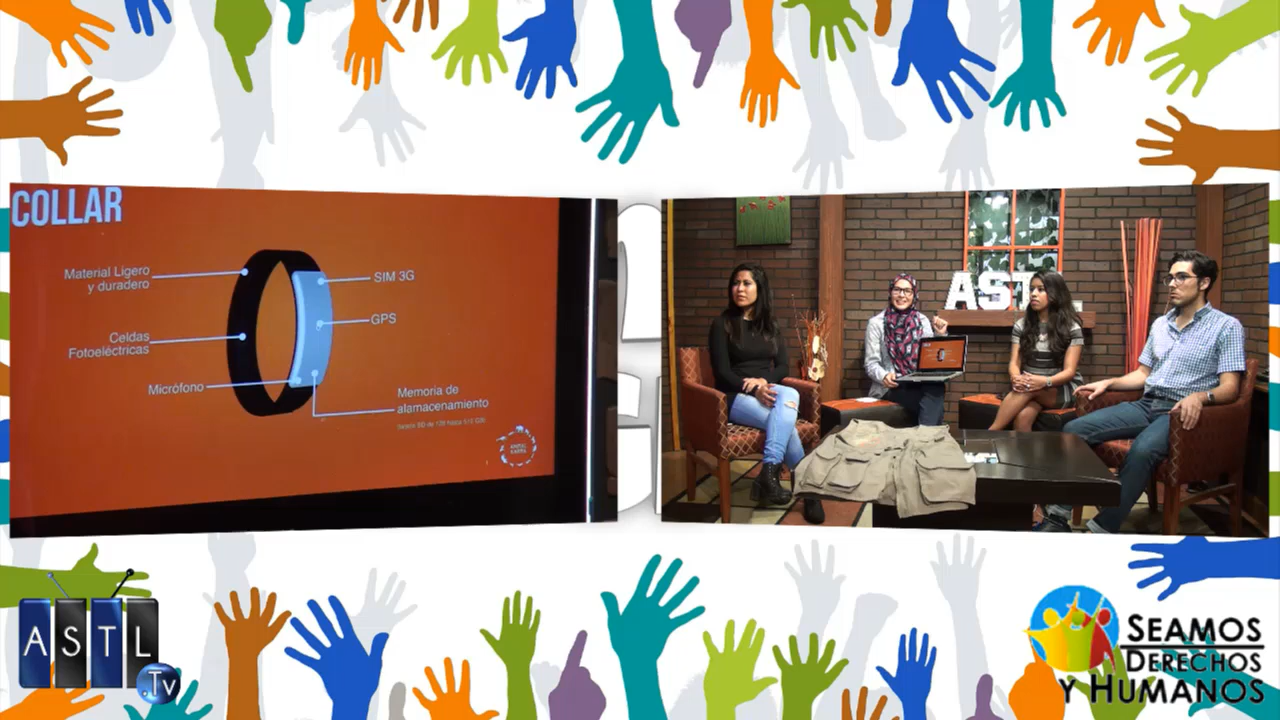 COLLAR
Material Ligero
y duradero
SIM 3G
GPS
Celdas
Fotoeléctricas
Micrófono
Memoria de
alamacenamiento
ASTL
ASTL
.Tv
SEAMOS
DERECHOS
Y HUMANOS